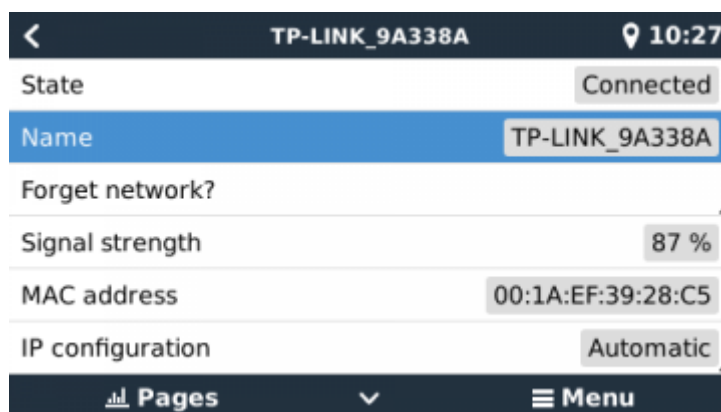 TP-LINK_9A338A 10:27
State Connected
Name TP-LINK_9A338A
Forget network?
Signal strength 87 %
MAC address 00:1A:EF:39:28:C5
IP configuration Automatic
Pages Menu